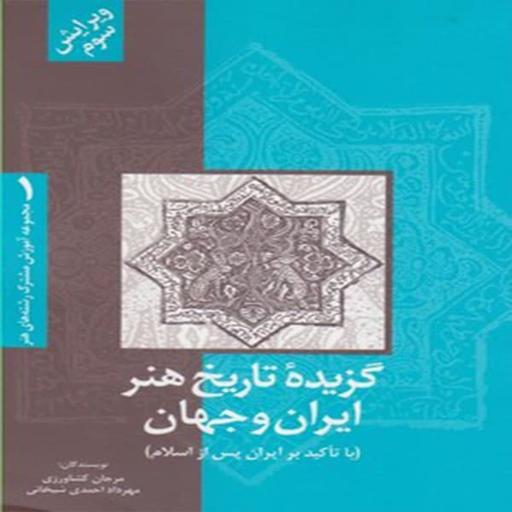 ویرایش
سوم
مجموعه آموزش مشترک رشته‌های هنر
گزیدهٔ تاریخ هنر
ایران و جهان
(با تأکید بر ایران پس از اسلام)
نویسندگان:
مرجان کشاورزی
مهرداد احمدی شیخانی